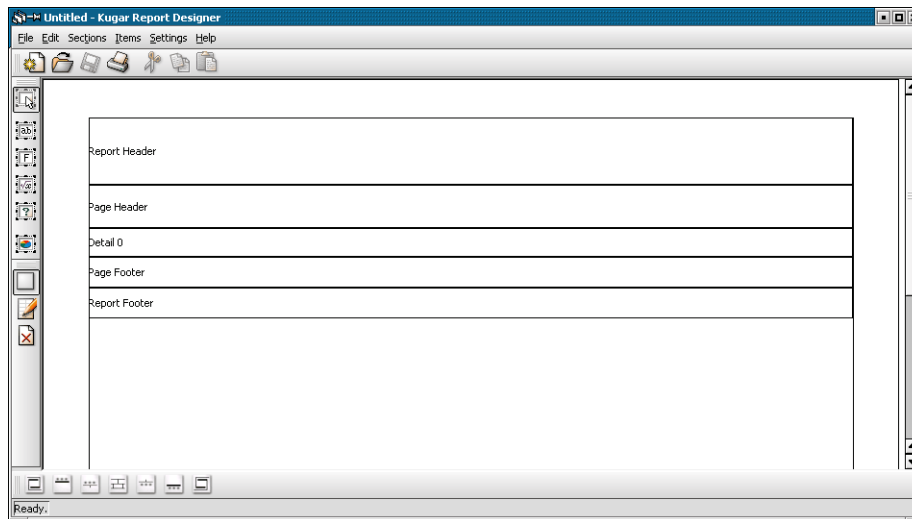 Untitled - Kugar Report Designer
File Edit Sections Items Settings Help
ab
F
√α
?
Report Header
Page Header
Detail 0
Page Footer
Report Footer
Ready.